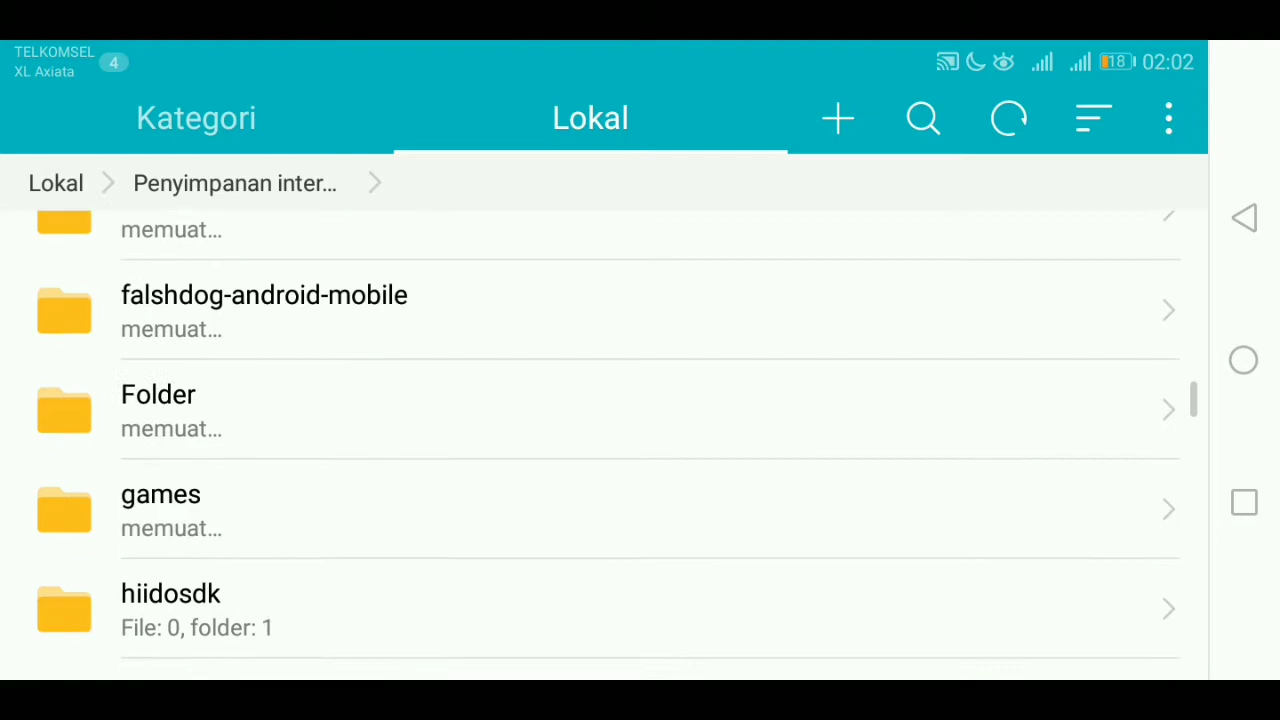 TELKOMSEL
XL Axiata
4
18 02:02
Kategori
Lokal
Lokal
Penyimpanan inter...
memuat...
falshdog-android-mobile
memuat...
Folder
memuat...
games
memuat...
hiidosdk
File: 0, folder: 1